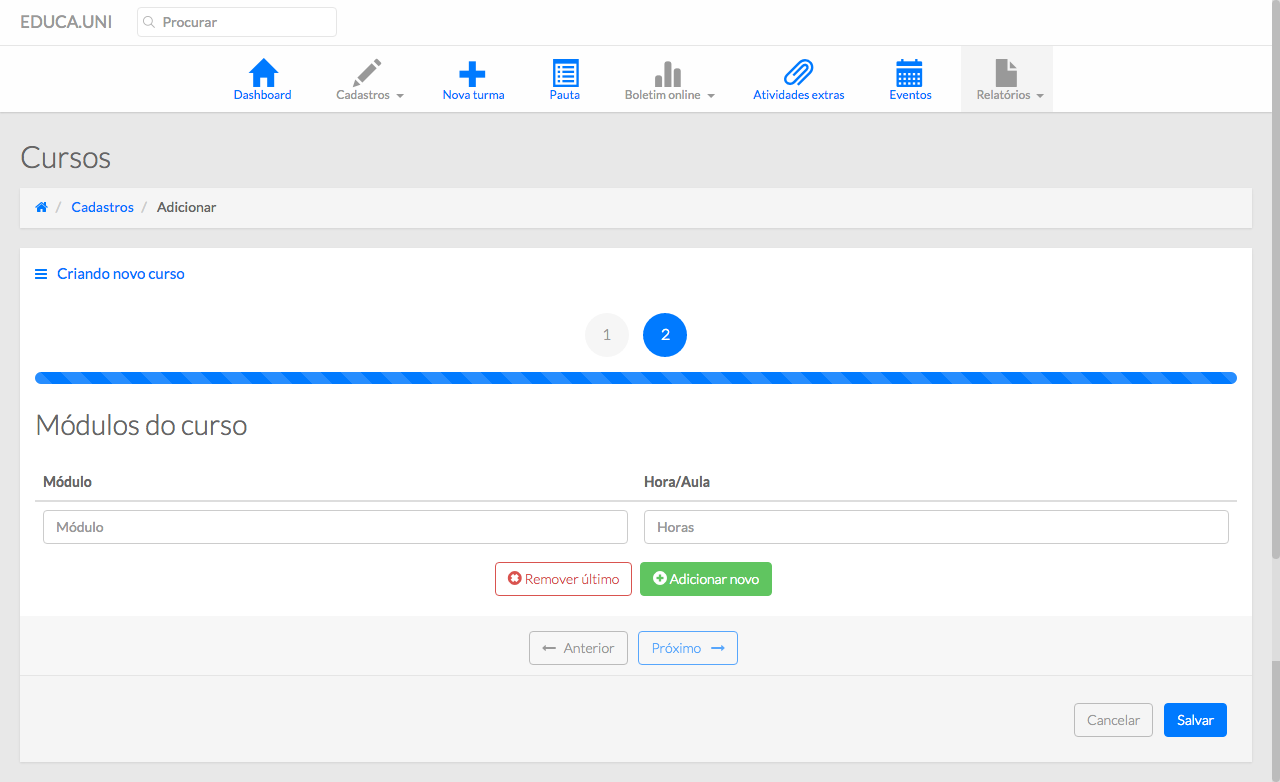 EDUCA.UNI Procurar
Dashboard Cadastros Nova turma Pauta Boletim online Atividades extras Eventos Relatórios
Cursos
/ Cadastros / Adicionar
Criando novo curso
1 2
Módulos do curso
Módulo Hora/Aula
Módulo Horas
Remover último Adicionar novo
Anterior Próximo
Cancelar Salvar